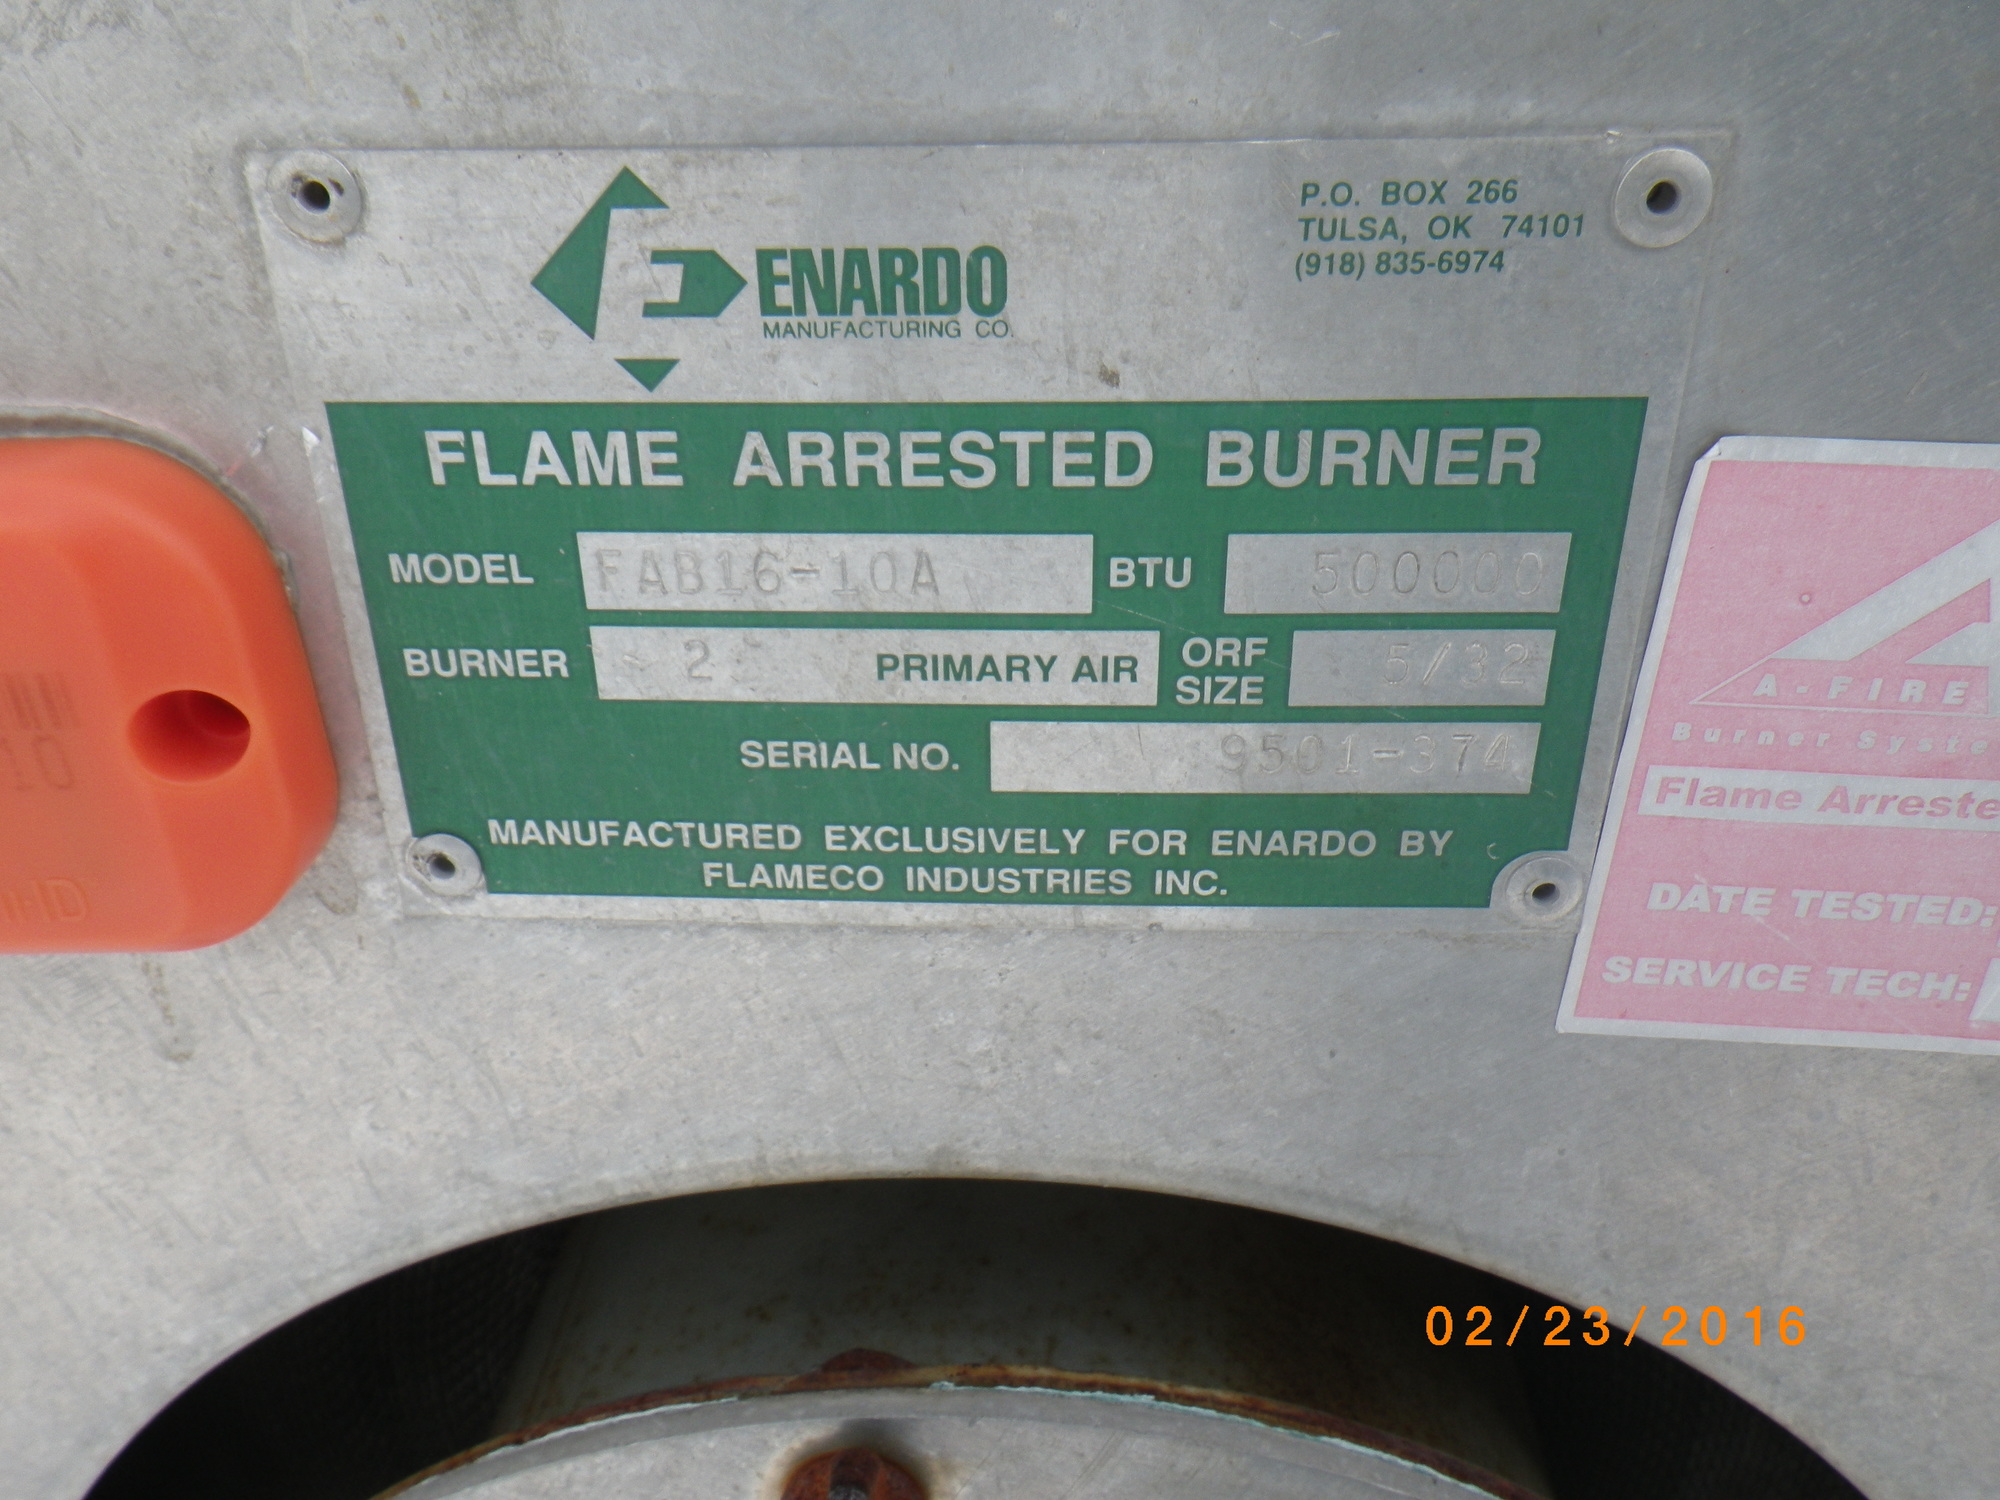 P.O. BOX 266
TULSA, OK 74101
(918) 835-6974
ENARDO
MANUFACTURING CO.
FLAME ARRESTED BURNER
MODEL FAB16-10A BTU 500000
BURNER 2 PRIMARY AIR ORF SIZE 5/32
SERIAL NO. 9501-374
MANUFACTURED EXCLUSIVELY FOR ENARDO BY
FLAMECO INDUSTRIES INC.
A-FIRE
Burner Syste
Flame Arreste
DATE TESTED:
SERVICE TECH:
02/23/2016